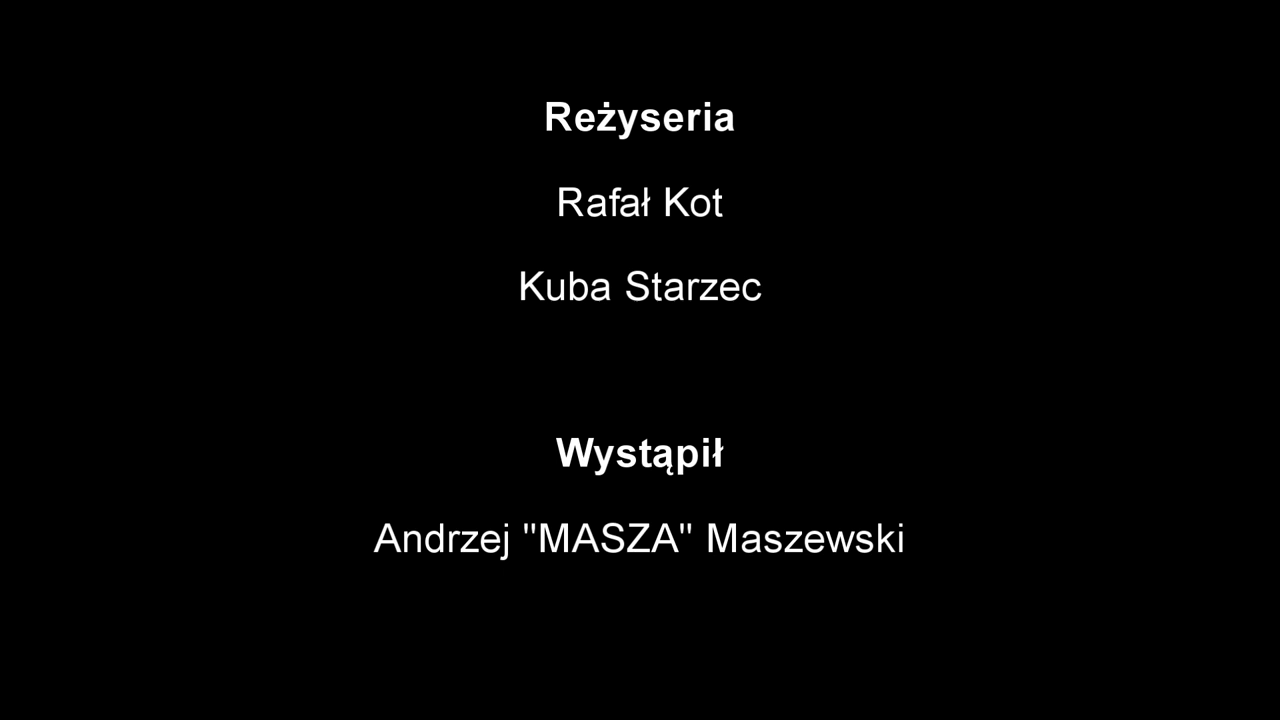 Reżyseria
Rafał Kot
Kuba Starzec
Wystąpił
Andrzej "MASZA" Maszewski